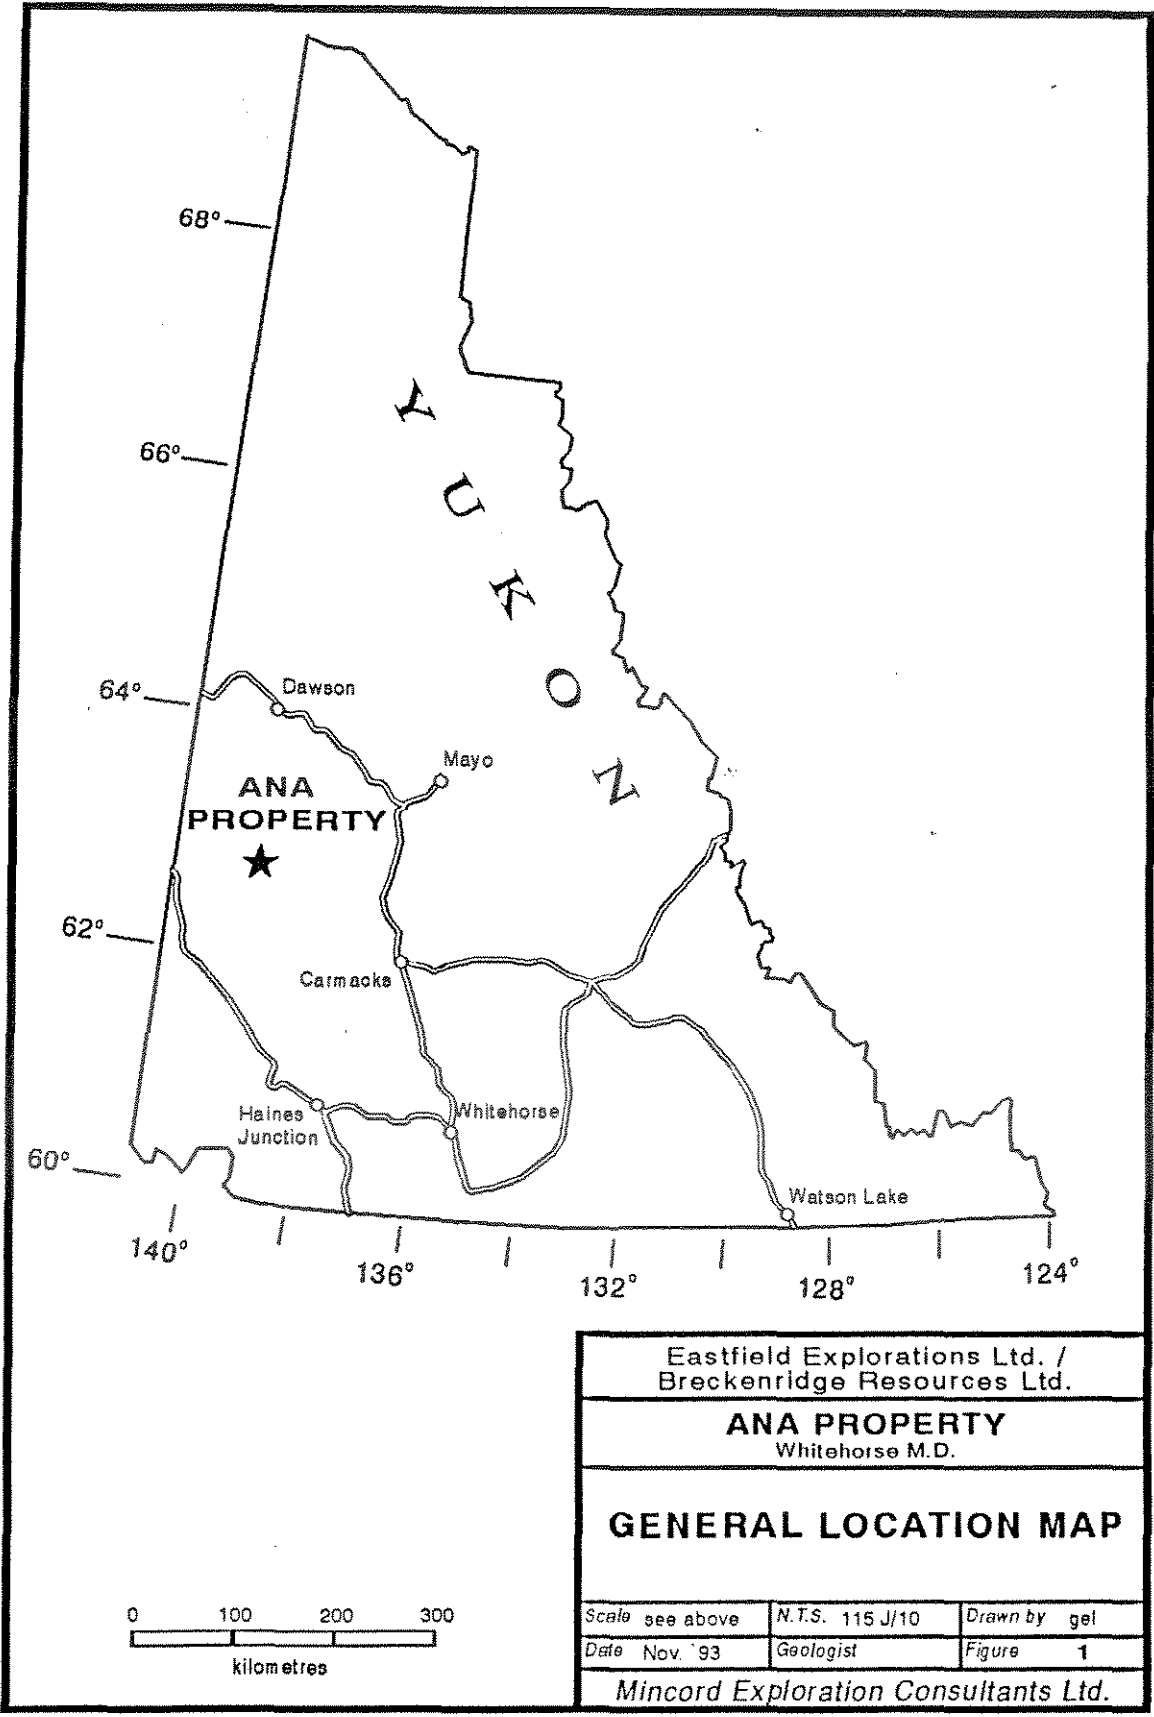 68°
66°
64°
62°
60°
Y
U
K
O
N
Dawson
Mayo
ANA
PROPERTY
Carmacks
Haines
Junction
Whitehorse
Watson Lake
140°
136°
132°
128°
124°
Eastfield Explorations Ltd. /
Breckenridge Resources Ltd.
ANA PROPERTY
Whitehorse M.D.
GENERAL LOCATION MAP
Scale see above N.T.S. 115 J/10 Drawn by gel
Date Nov. '93 Geologist Figure 1
Mincord Exploration Consultants Ltd.
0 100 200 300
kilometres